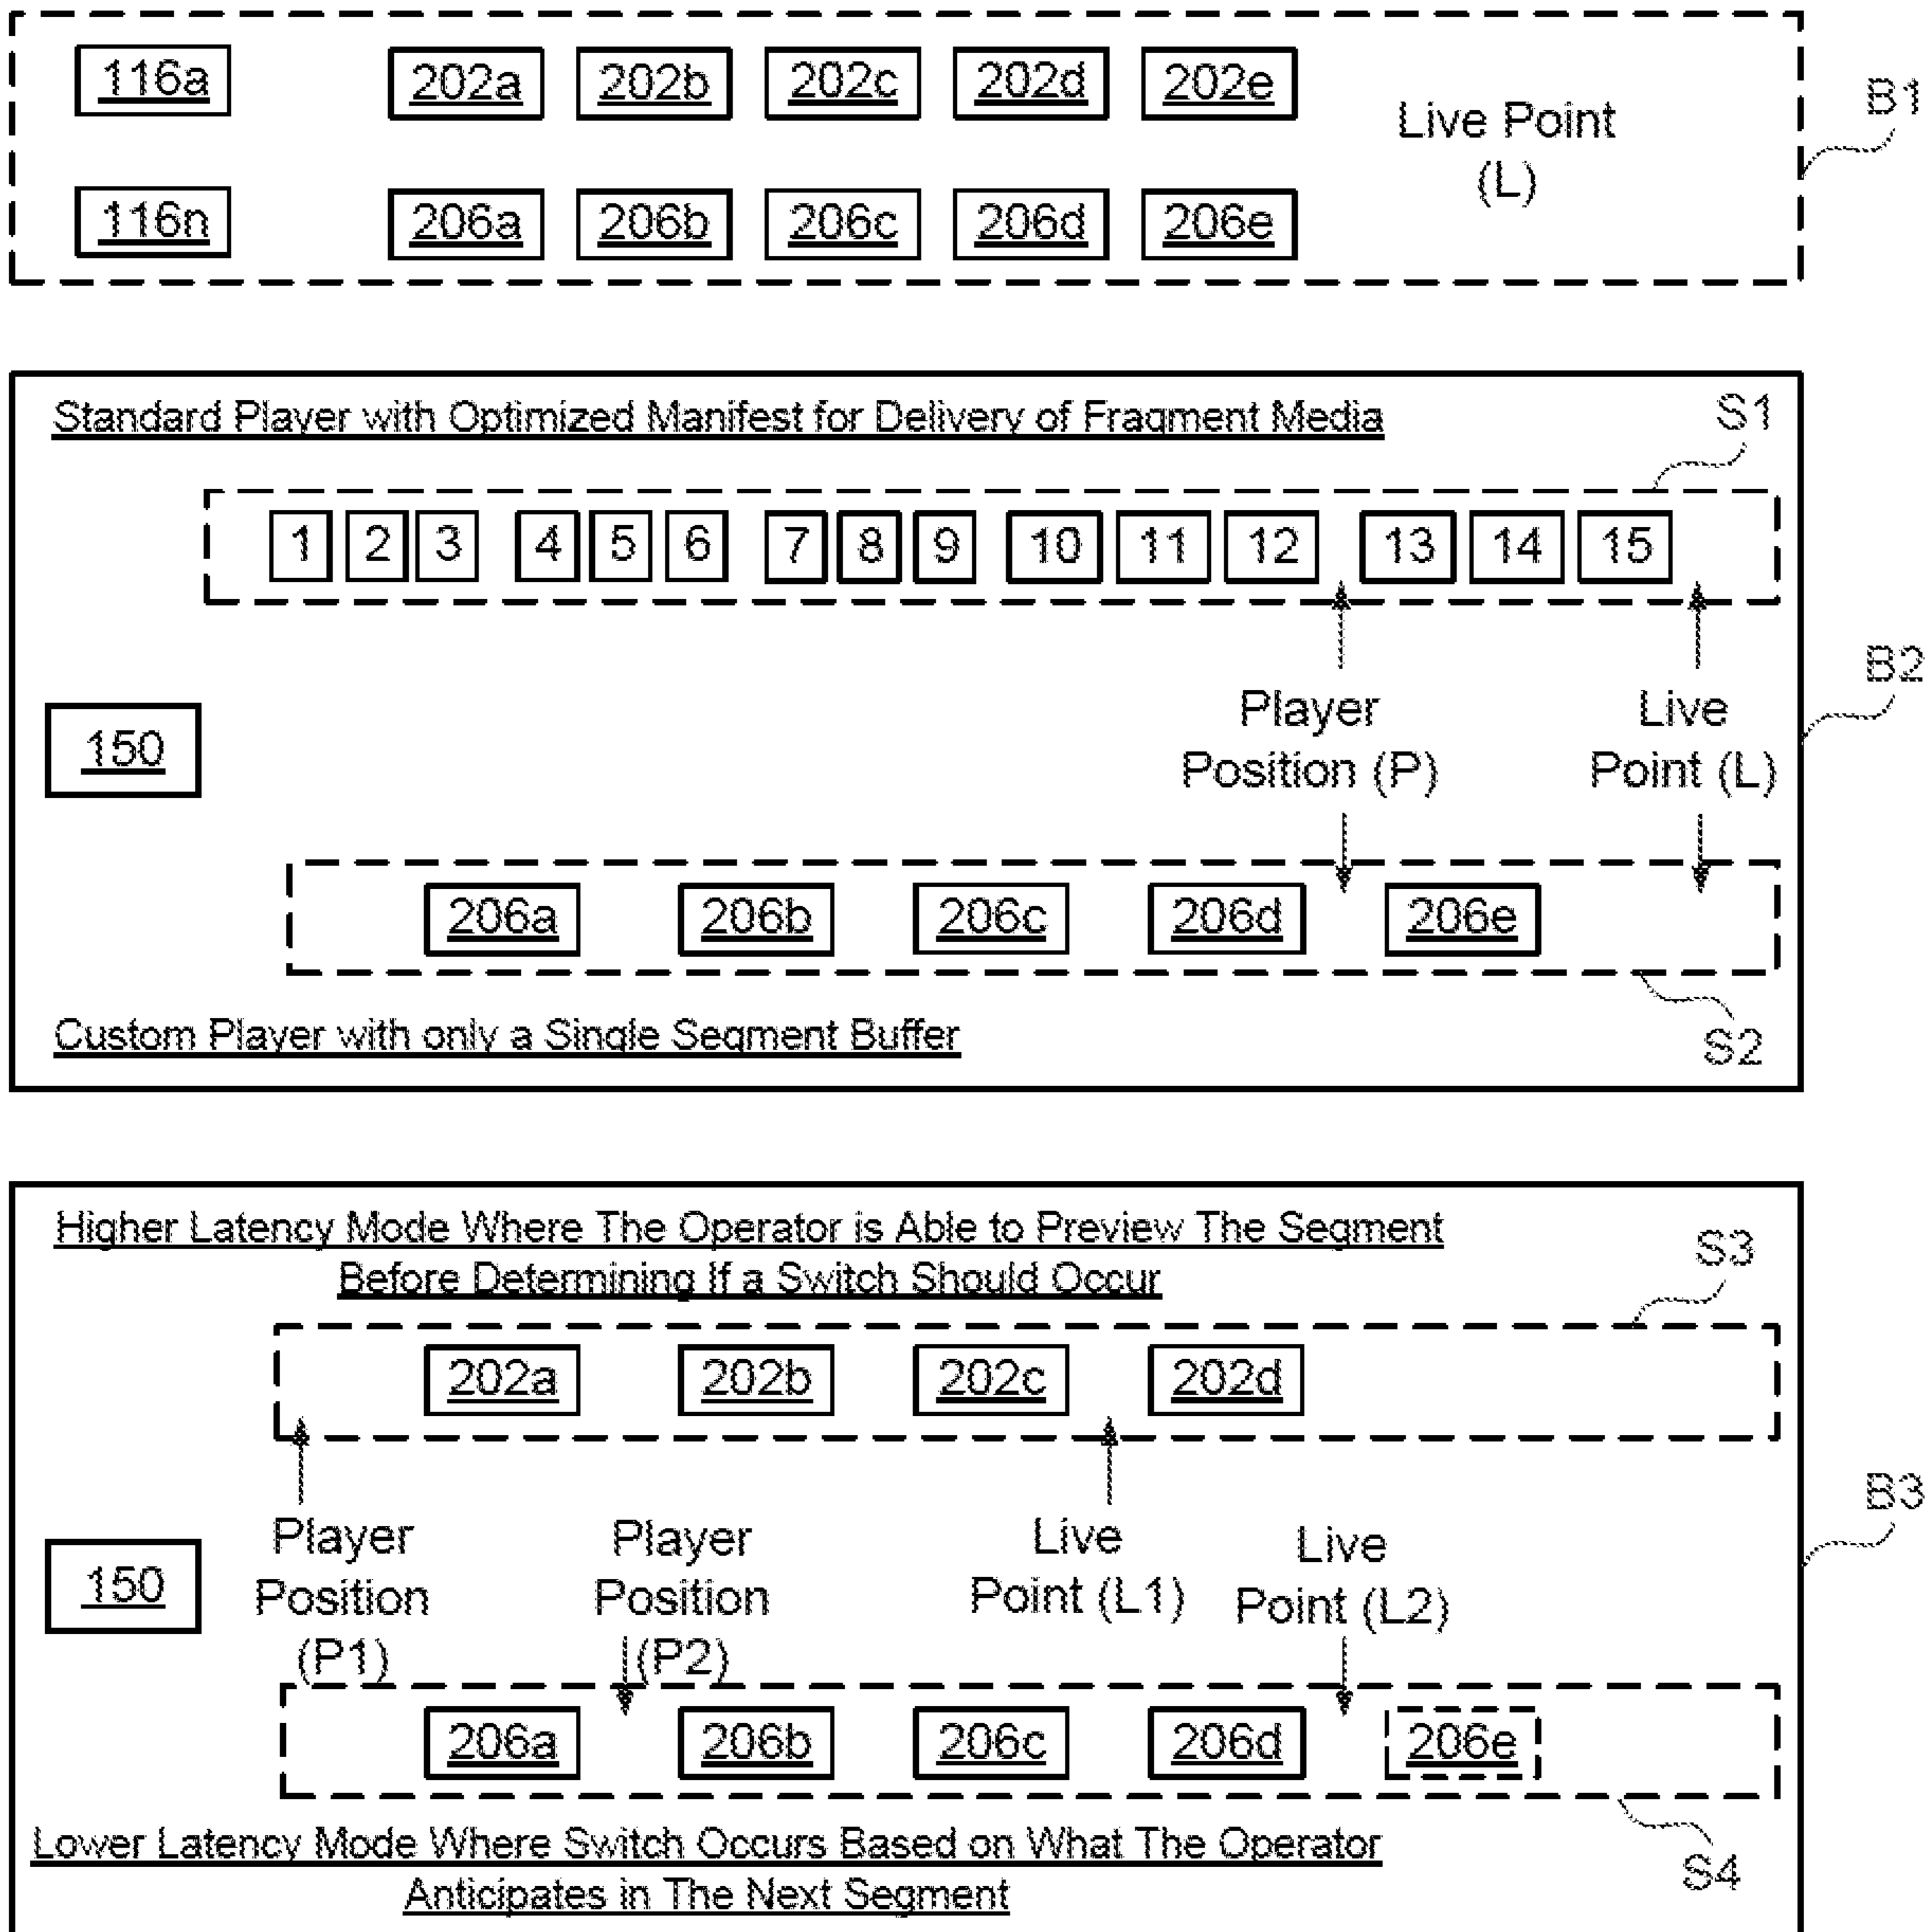 116a 202a 202b 202c 202d 202e
Live Point
(L)
B1
116n 206a 206b 206c 206d 206e
Standard Player with Optimized Manifest for Delivery of Fragment Media
S1
1 2 3 4 5 6 7 8 9 10 11 12 13 14 15
B2
150
Player
Position (P)
Live
Point (L)
206a 206b 206c 206d 206e
Custom Player with only a Single Segment Buffer
S2
Higher Latency Mode Where The Operator is Able to Preview The Segment
Before Determining If a Switch Should Occur
S3
202a 202b 202c 202d
B3
150
Player
Position
(P1)
Player
Position
(P2)
Live
Point (L1)
Live
Point (L2)
206a 206b 206c 206d 206e
Lower Latency Mode Where Switch Occurs Based on What The Operator
Anticipates in The Next Segment
S4